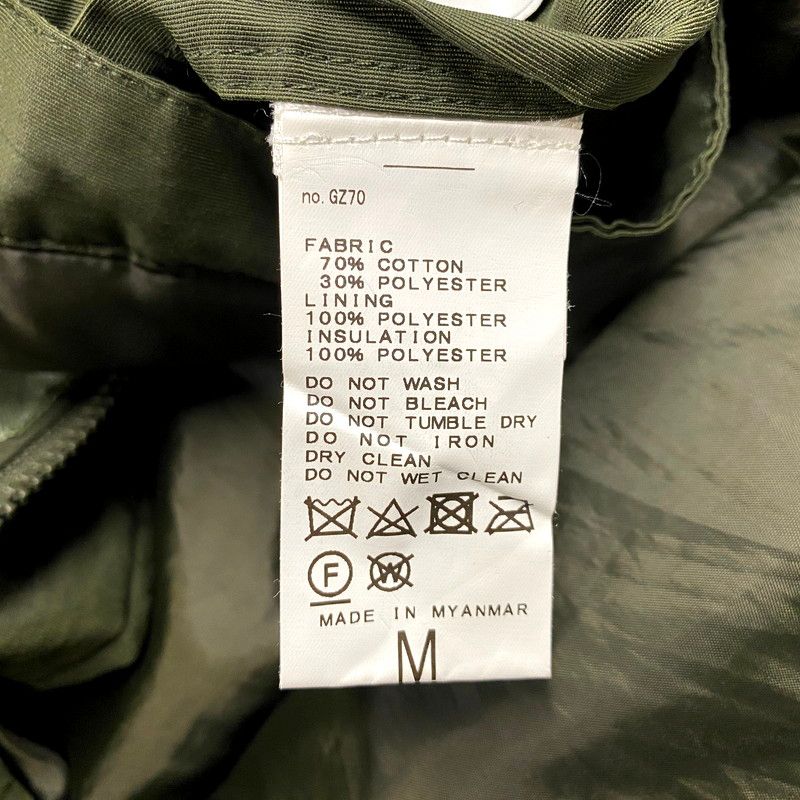 no. GZ70
FABRIC
70% COTTON
30% POLYESTER
LINING
100% POLYESTER
INSULATION
100% POLYESTER
DO NOT WASH
DO NOT BLEACH
DO NOT TUMBLE DRY
DO NOT IRON
DRY CLEAN
DO NOT WET CLEAN
F W
MADE IN MYANMAR
M